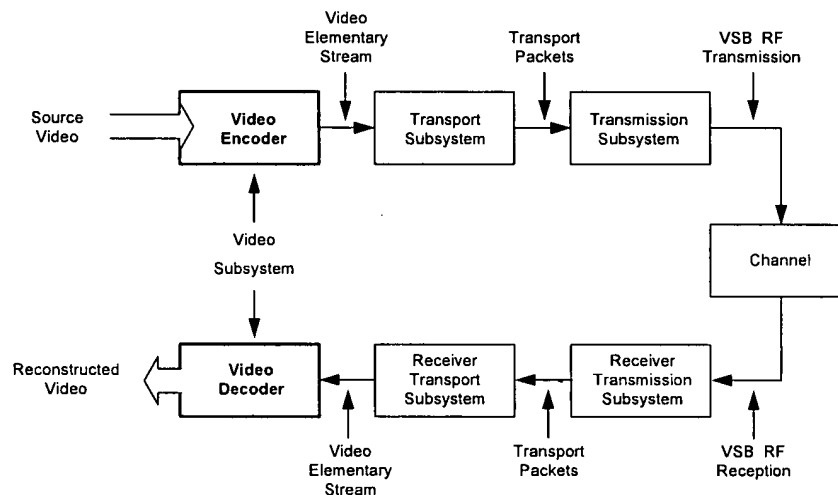 Video
Elementary
Stream
Transport
Packets
VSB RF
Transmission
Source
Video
Video
Encoder
Transport
Subsystem
Transmission
Subsystem
Video
Subsystem
Channel
Reconstructed
Video
Video
Decoder
Receiver
Transport
Subsystem
Receiver
Transmission
Subsystem
Video
Elementary
Stream
Transport
Packets
VSB RF
Reception